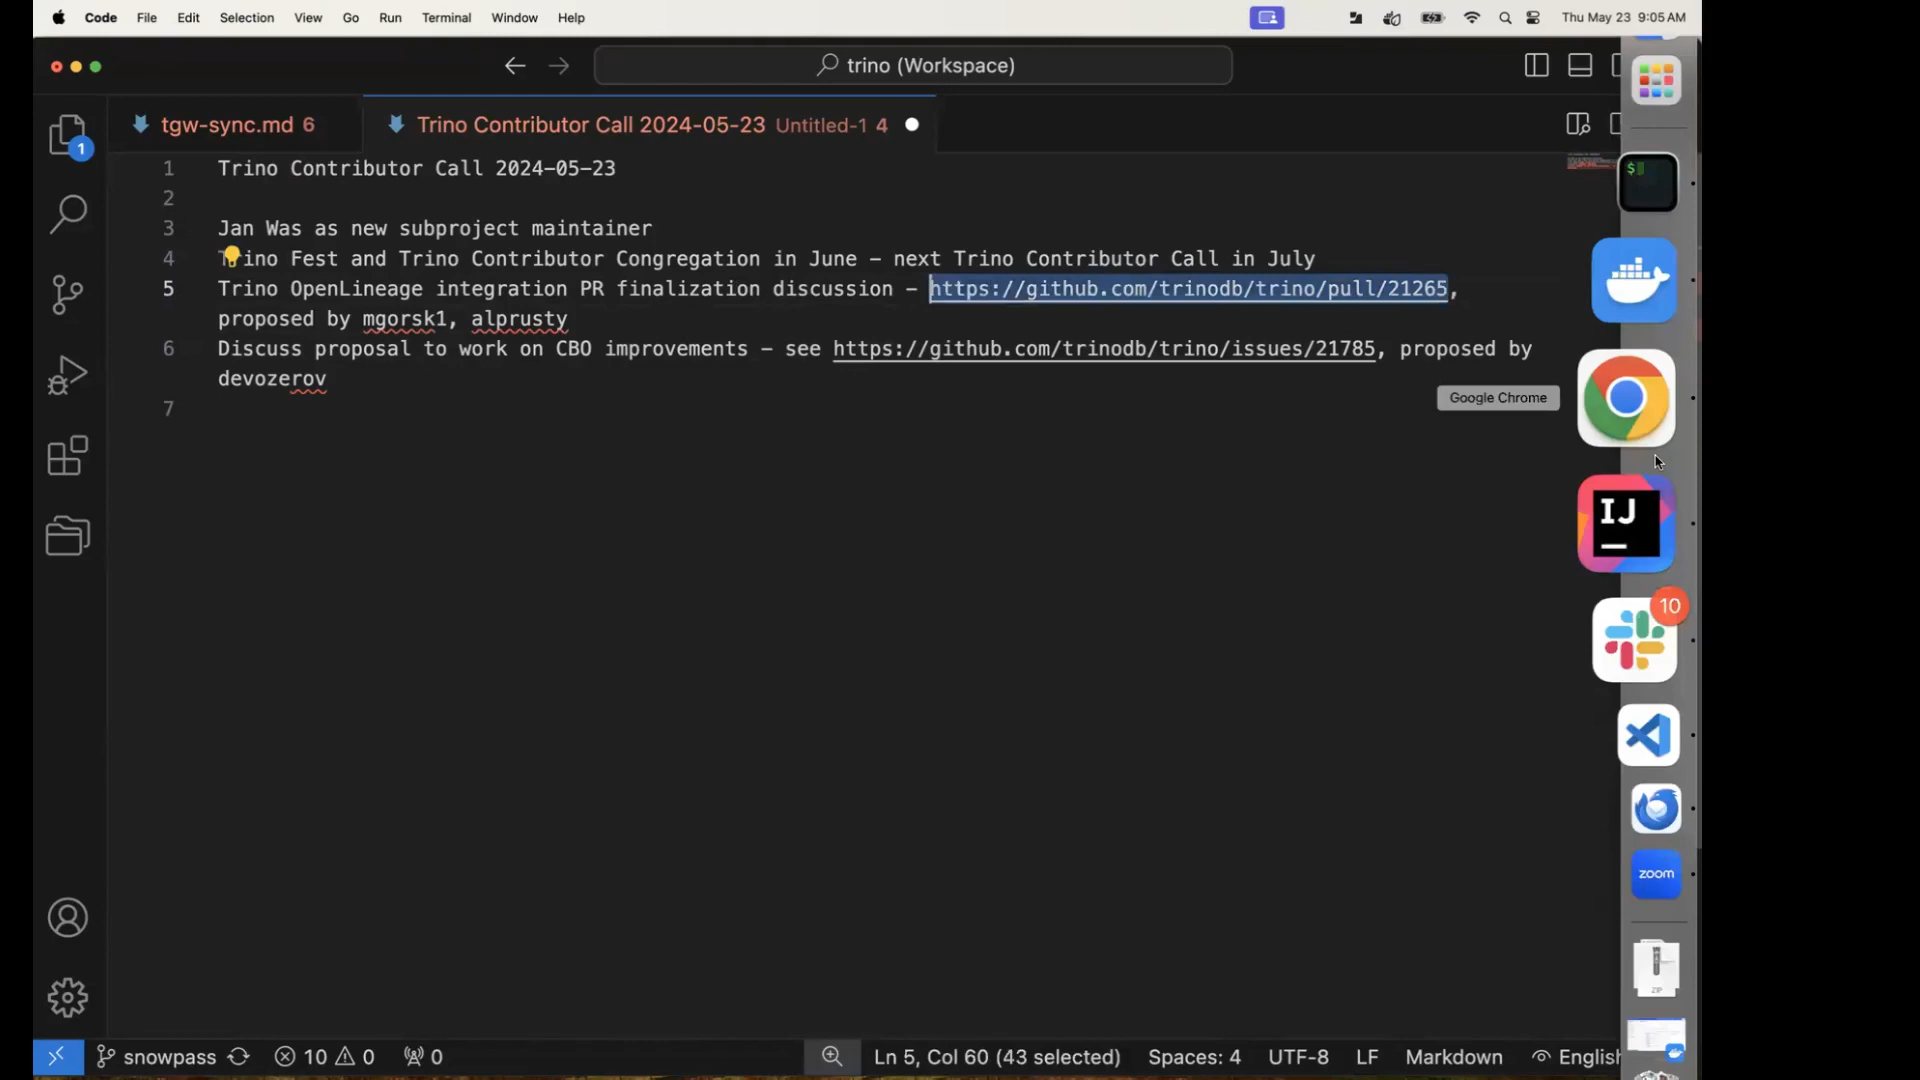 Code File Edit Selection View Go Run Terminal Window Help Thu May 23 9:05 AM
trino (Workspace)
tgw-sync.md 6 Trino Contributor Call 2024-05-23 Untitled-1 4
1 Trino Contributor Call 2024-05-23
2
3 Jan Was as new subproject maintainer
4 Trino Fest and Trino Contributor Congregation in June - next Trino Contributor Call in July
5 Trino OpenLineage integration PR finalization discussion - https://github.com/trinodb/trino/pull/21265,
proposed by mgorsk1, alprusty
6 Discuss proposal to work on CBO improvements - see https://github.com/trinodb/trino/issues/21785, proposed by
devozerov
7
1
Google Chrome
$
IJ
10
zoom
ZIP
snowpass 10 0 0 Ln 5, Col 60 (43 selected) Spaces: 4 UTF-8 LF Markdown English